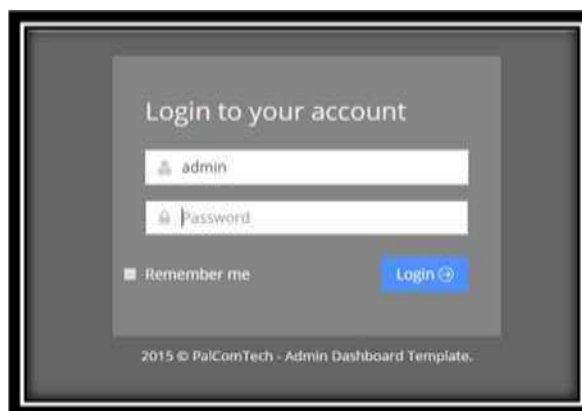 Login to your account
admin
Password
Remember me
Login
2015 © PalComTech - Admin Dashboard Template.